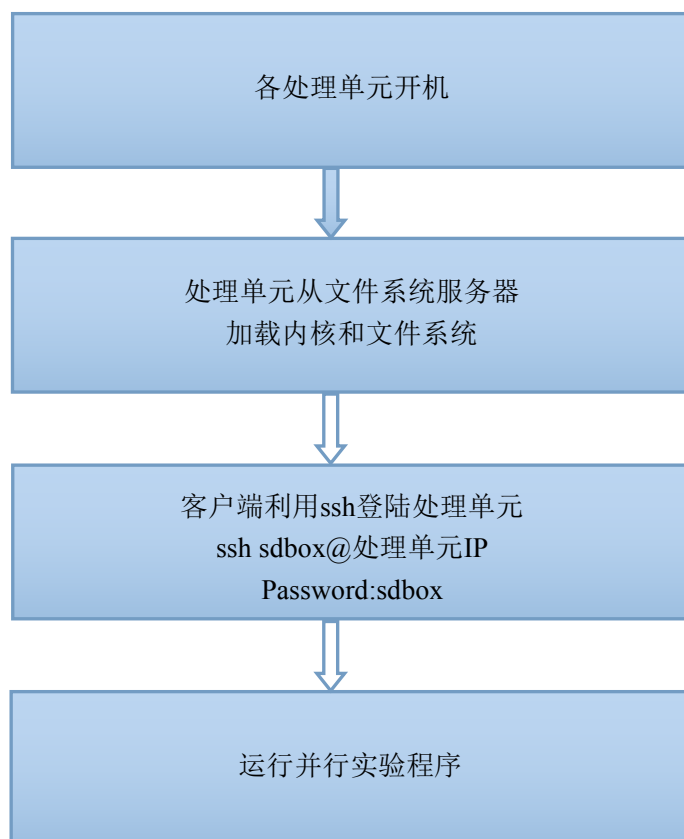 各处理单元开机
处理单元从文件系统服务器
加载内核和文件系统
客户端利用ssh登陆处理单元
ssh sdbox@处理单元IP
Password:sdbox
运行并行实验程序